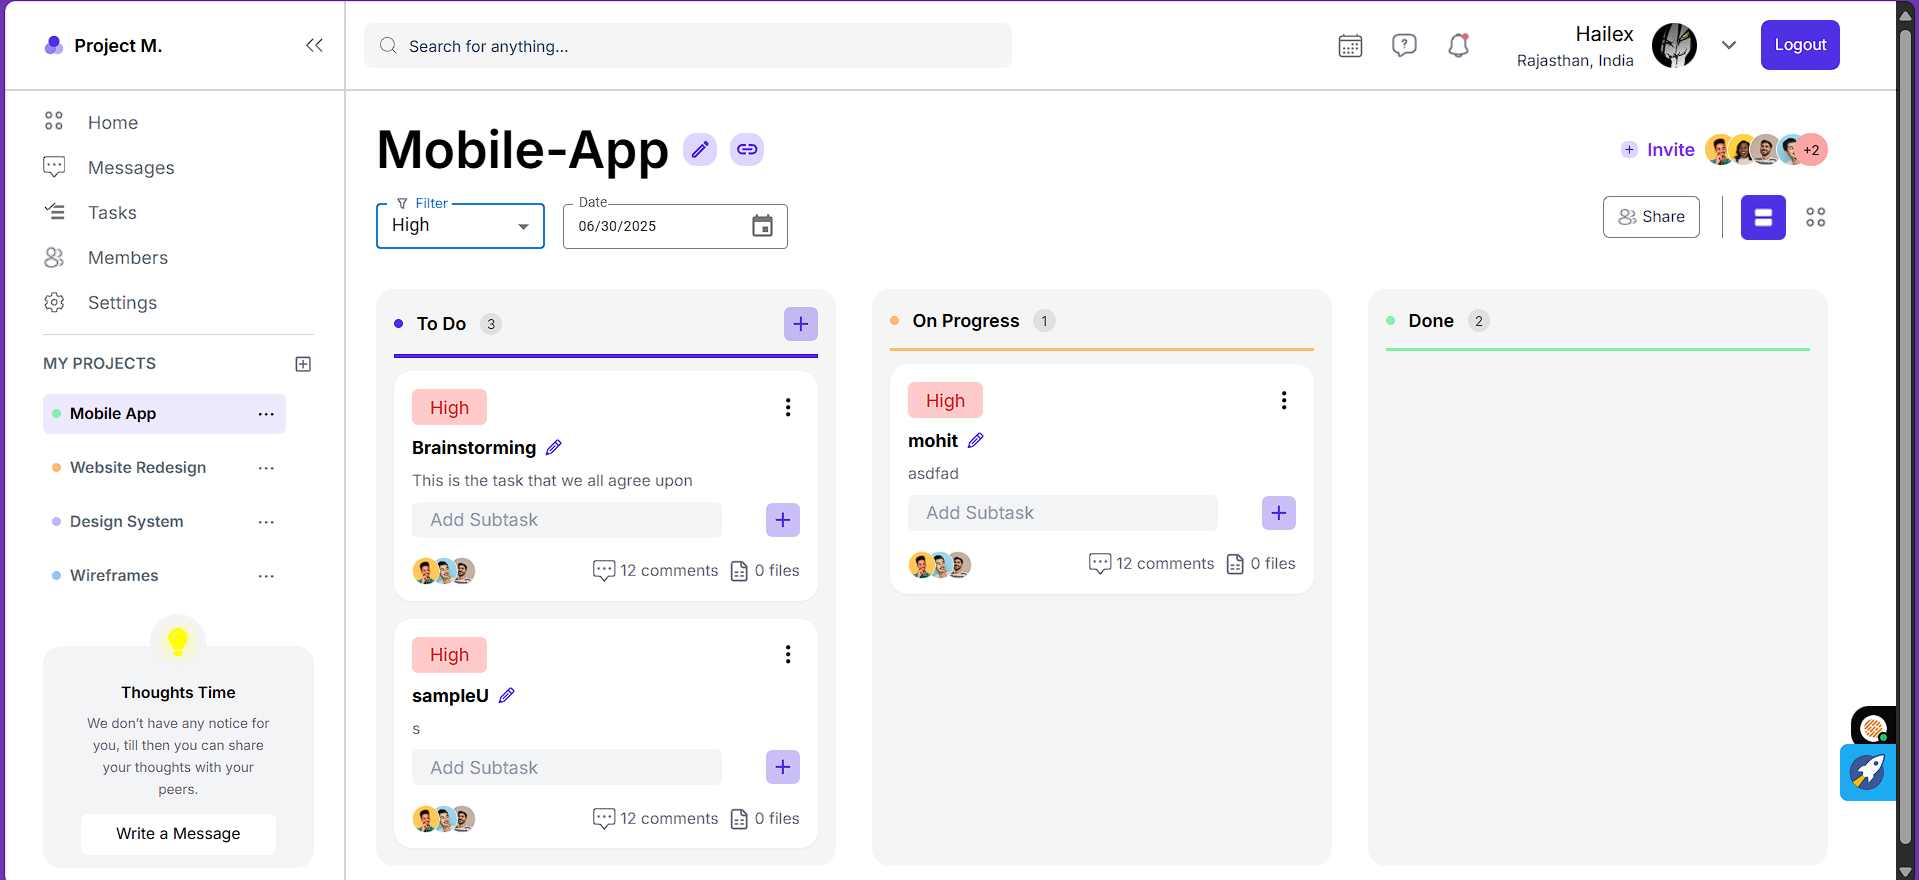 Project M.
Search for anything...
Hailex
Rajasthan, India
Logout
Home
Messages
Tasks
Members
Settings
MY PROJECTS
Mobile App
Website Redesign
Design System
Wireframes
Thoughts Time
We don't have any notice for
you, till then you can share
your thoughts with your
peers.
Write a Message
Mobile-App
Invite
+2
Filter
High
Date
06/30/2025
Share
To Do 3
High
Brainstorming
This is the task that we all agree upon
Add Subtask
12 comments 0 files
High
sampleU
s
Add Subtask
12 comments 0 files
On Progress 1
High
mohit
asdfad
Add Subtask
12 comments 0 files
Done 2